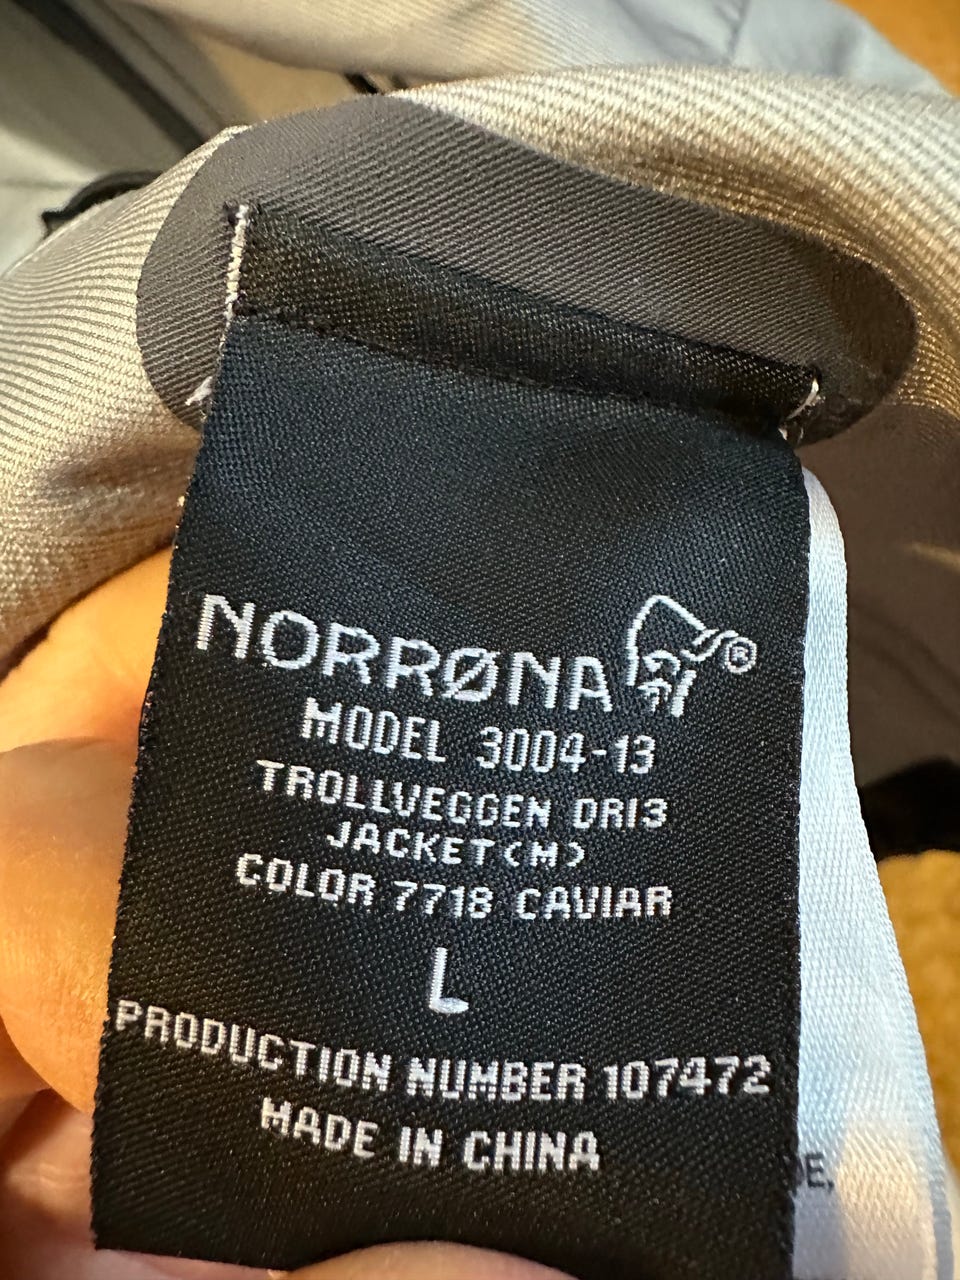 NORRØNA®
MODEL 3004-13
TROLLVEGGEN DRI3
JACKET(M)
COLOR 7718 CAVIAR
L
PRODUCTION NUMBER 107472
MADE IN CHINA